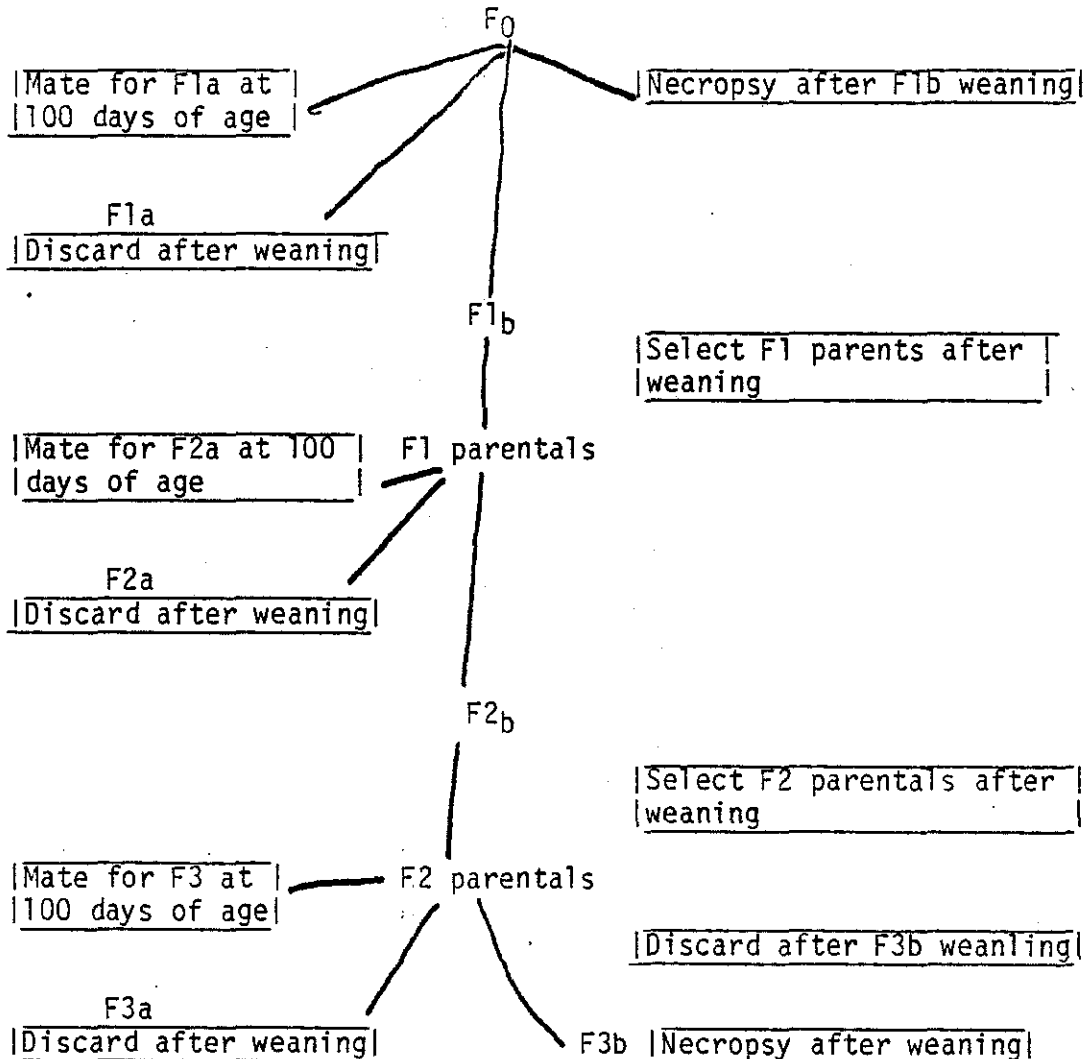 F0
Mate for F1a at
100 days of age
Necropsy after F1b weaning
F1a
Discard after weaning
F1b
Select F1 parents after
weaning
Mate for F2a at 100
days of age
F1 parentals
F2a
Discard after weaning
F2b
Select F2 parentals after
weaning
Mate for F3 at
100 days of age
F2 parentals
Discard after F3b weanling
F3a
Discard after weaning
F3b
Necropsy after weaning